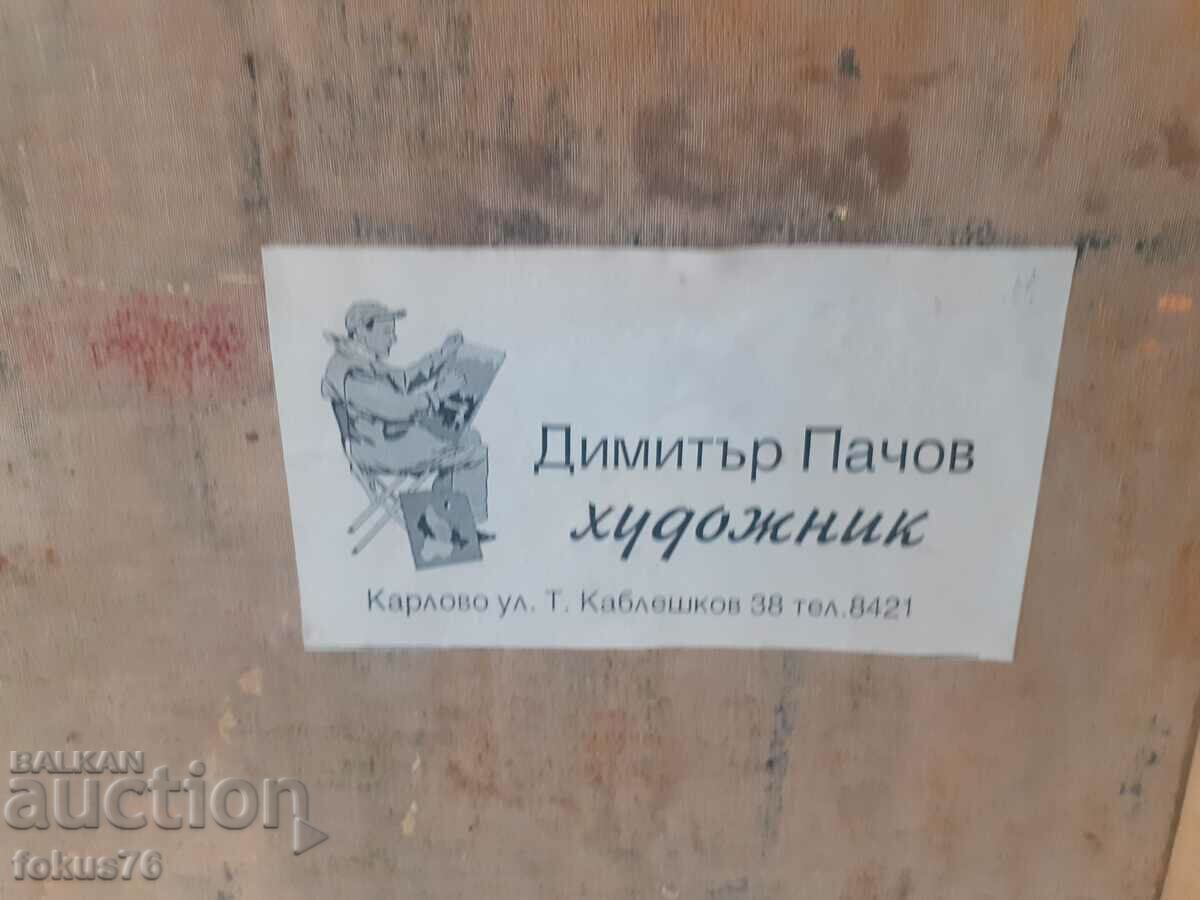 Димитър Пачов
художник
Карлово ул. Т. Каблешков 38 тел.8421
BALKAN
auction
fokus76